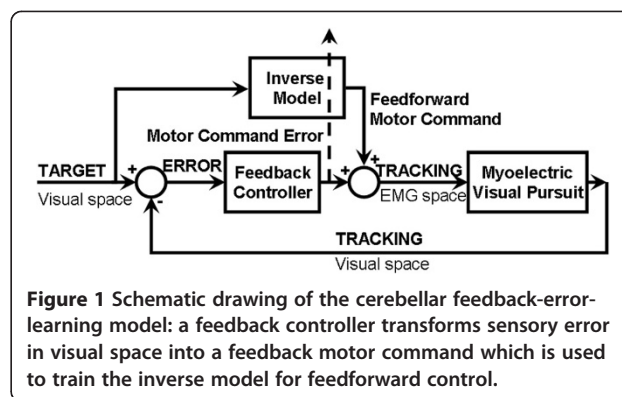 Inverse
Model
Feedforward
Motor Command
Motor Command Error
TARGET
Visual space
+
-
ERROR
Feedback
Controller
+
+
TRACKING
EMG space
Myoelectric
Visual Pursuit
TRACKING
Visual space
Figure 1 Schematic drawing of the cerebellar feedback-error-
learning model: a feedback controller transforms sensory error
in visual space into a feedback motor command which is used
to train the inverse model for feedforward control.